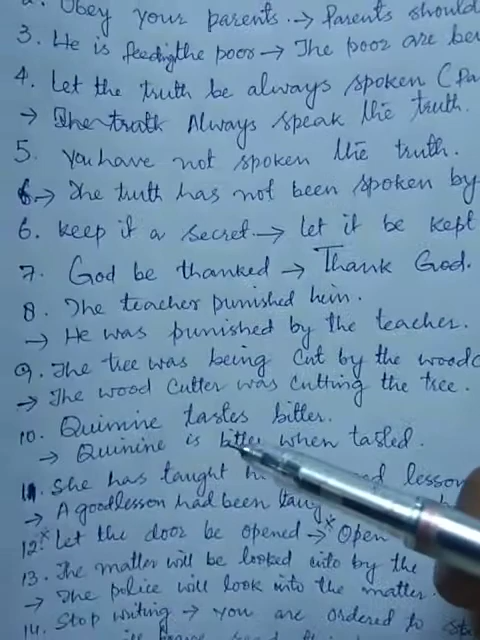 2. Obey your parents. → Parents should
3. He is feeding the poor → The poor are
4. Let the truth be always spoken (Pa
→ Always speak the truth.
5. You have not spoken the truth.
→ The truth has not been spoken by
6. Keep it a secret. → let it be kept
7. God be thanked → Thank God.
8. The teacher punished him.
→ He was punished by the teacher.
9. The tree was being cut by the woodc
→ The wood cutter was cutting the tree.
10. Quinine tastes bitter.
→ Quinine is bitter when tasted.
11. She has taught lesson
→ A good lesson had been
12. Let the door be opened → Open
13. The matter will be looked into by the
→ The police will look into the matter.
14. Stop writing → you are ordered to